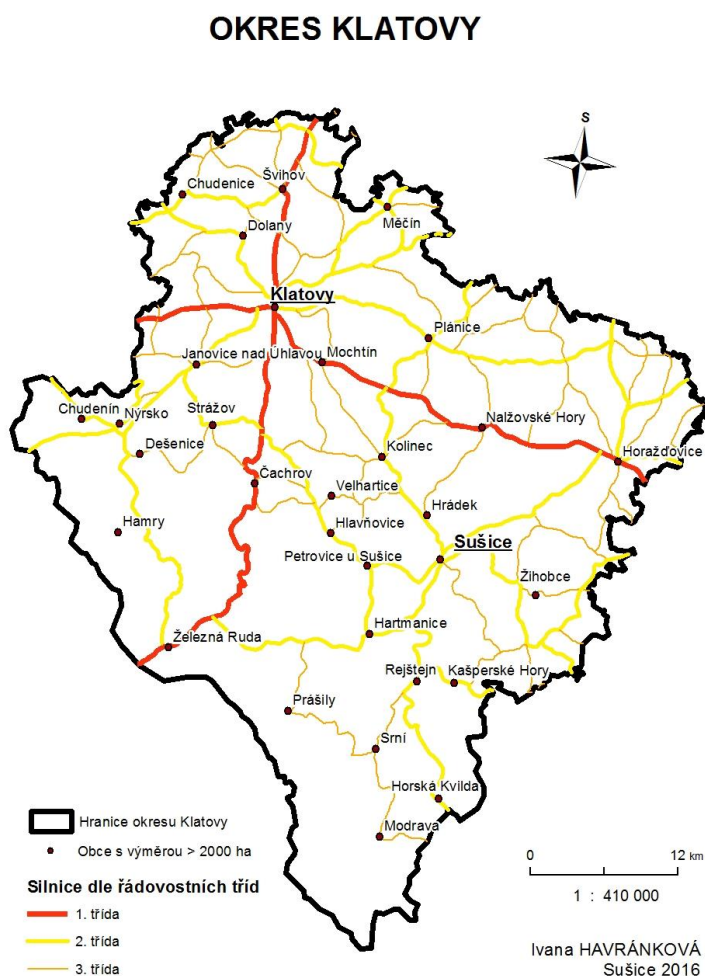 OKRES KLATOVY
S
Švihov
Chudenice
Měčín
Dolany
Klatovy
Plánice
Janovice nad Úhlavou
Mochtín
Chudenín
Nýrsko
Strážov
Nalžovské Hory
Dešenice
Kolinec
Horažďovice
Čachrov
Velhartice
Hrádek
Hamry
Hlavňovice
Sušice
Petrovice u Sušice
Žihobce
Železná Ruda
Hartmanice
Rejštejn
Kašperské Hory
Prášily
Srní
Horská Kvilda
Modrava
Hranice okresu Klatovy
Obce s výměrou > 2000 ha
Silnice dle řádovostních tříd
1. třída
2. třída
3. třída
0 12 km
1 : 410 000
Ivana HAVRÁNKOVÁ
Sušice 2016